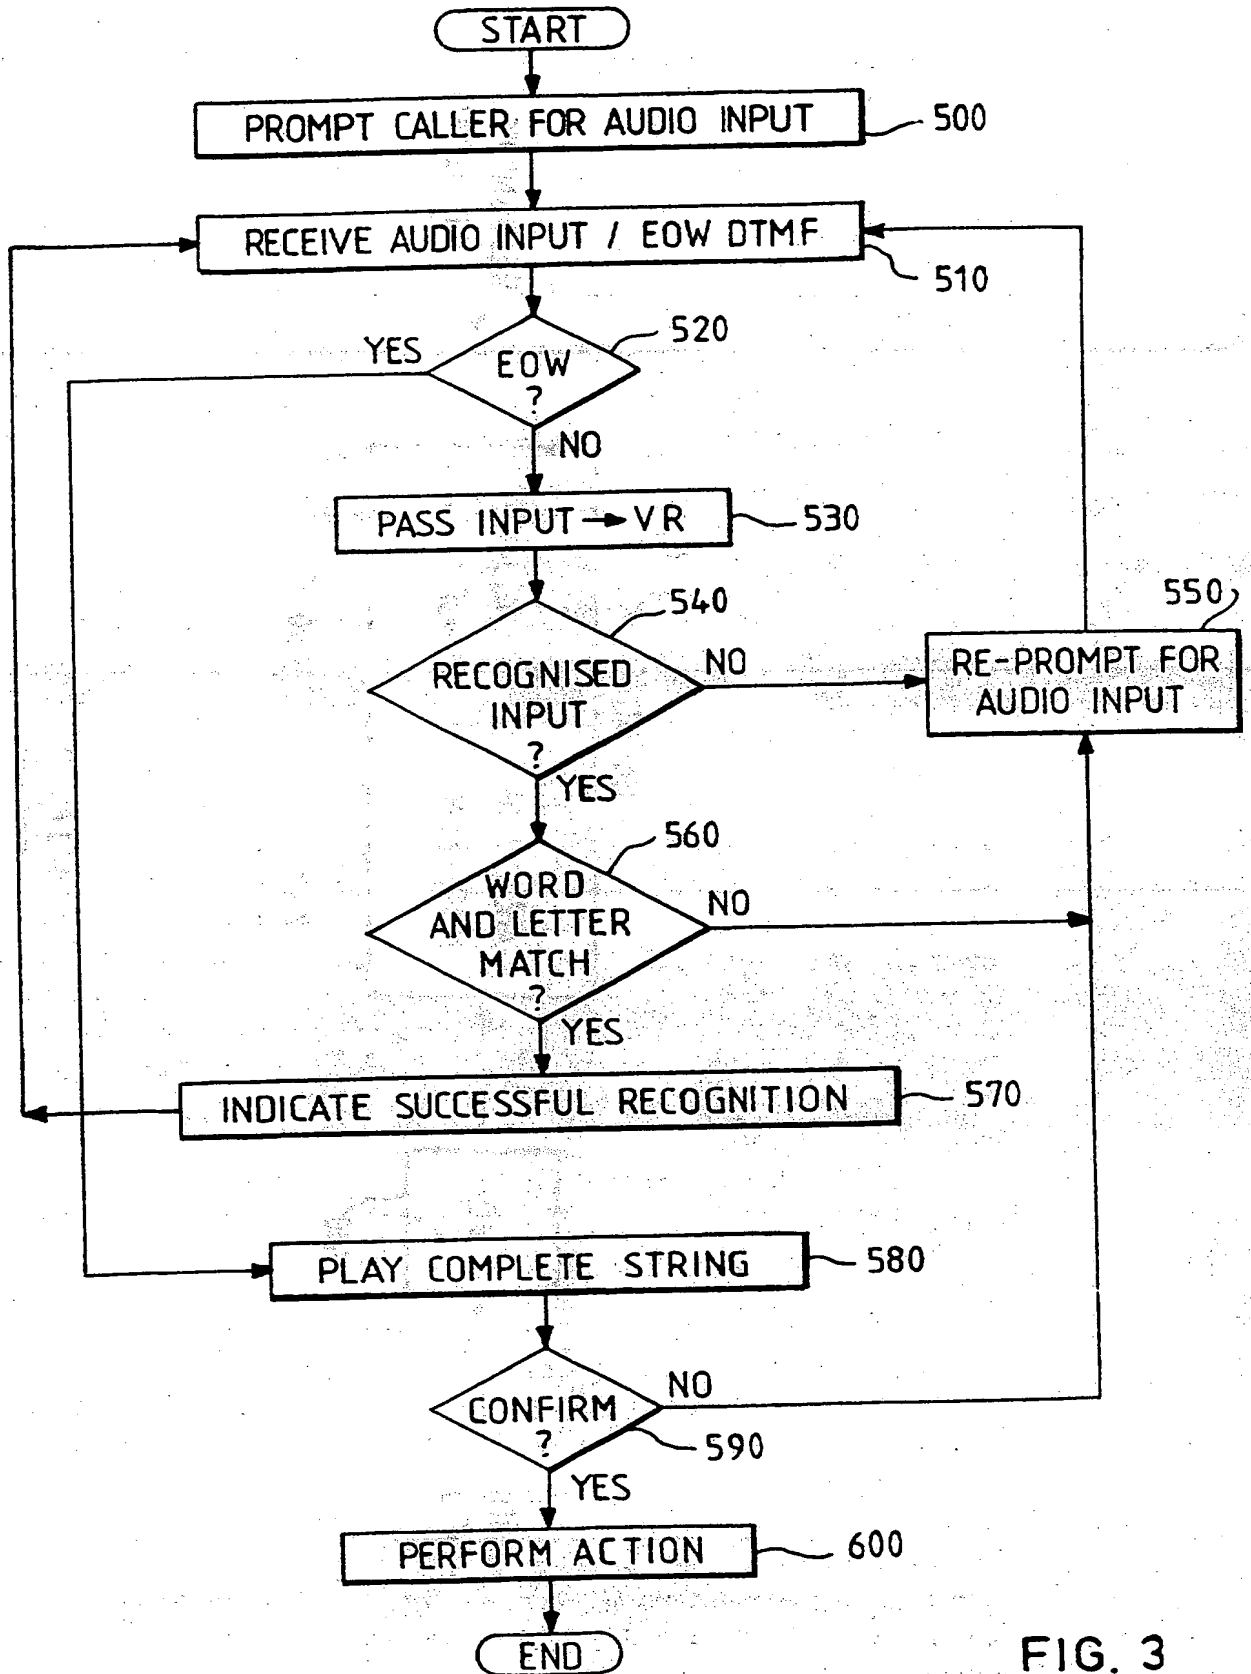 START
PROMPT CALLER FOR AUDIO INPUT
500
RECEIVE AUDIO INPUT / EOW DTMF
510
520
YES
EOW
?
NO
PASS INPUT → VR
530
540
RECOGNISED
INPUT
?
NO
YES
550
RE-PROMPT FOR
AUDIO INPUT
560
WORD
AND LETTER
MATCH
?
NO
YES
INDICATE SUCCESSFUL RECOGNITION
570
PLAY COMPLETE STRING
580
CONFIRM
?
NO
590
YES
PERFORM ACTION
600
END
FIG. 3